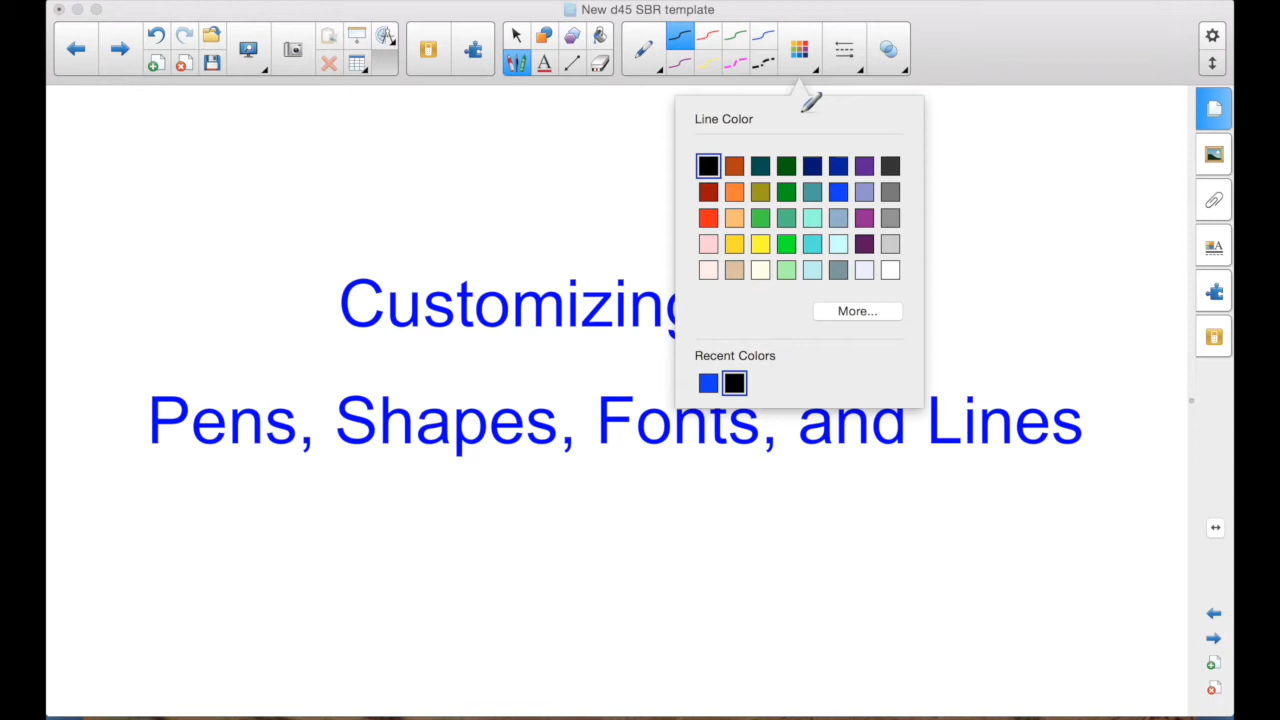 New d45 SBR template
Line Color
More...
Recent Colors
Customizing
Pens, Shapes, Fonts, and Lines